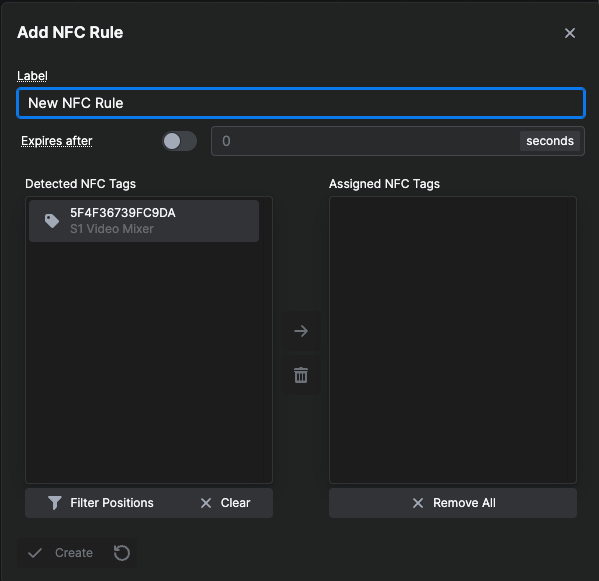 Add NFC Rule
Label
New NFC Rule
Expires after
0
seconds
Detected NFC Tags
Assigned NFC Tags
5F4F36739FC9DA
S1 Video Mixer
Filter Positions
Clear
Remove All
Create